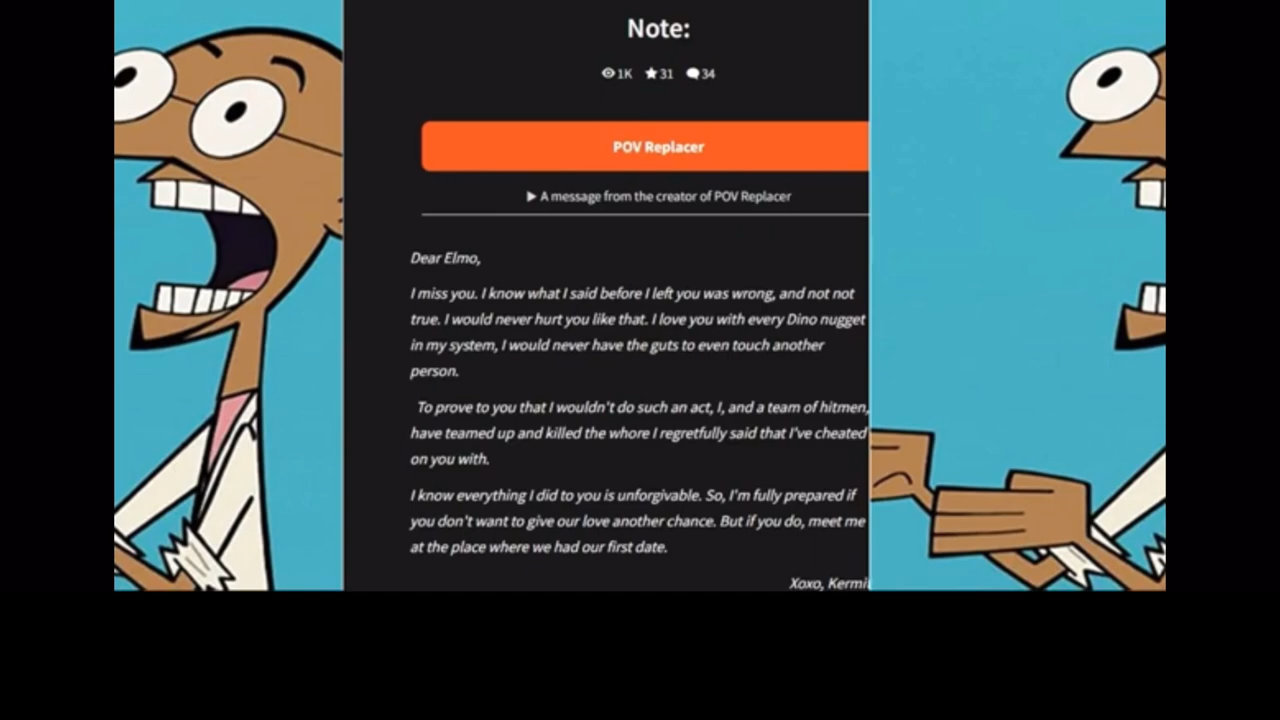 Note:
1K 31 34
POV Replacer
▶ A message from the creator of POV Replacer
Dear Elmo,
I miss you. I know what I said before I left you was wrong, and not not
true. I would never hurt you like that. I love you with every Dino nugget
in my system, I would never have the guts to even touch another
person.
To prove to you that I wouldn't do such an act, I, and a team of hitmen,
have teamed up and killed the whore I regretfully said that I've cheated
on you with.
I know everything I did to you is unforgivable. So, I'm fully prepared if
you don't want to give our love another chance. But if you do, meet me
at the place where we had our first date.
Xoxo, Kermit